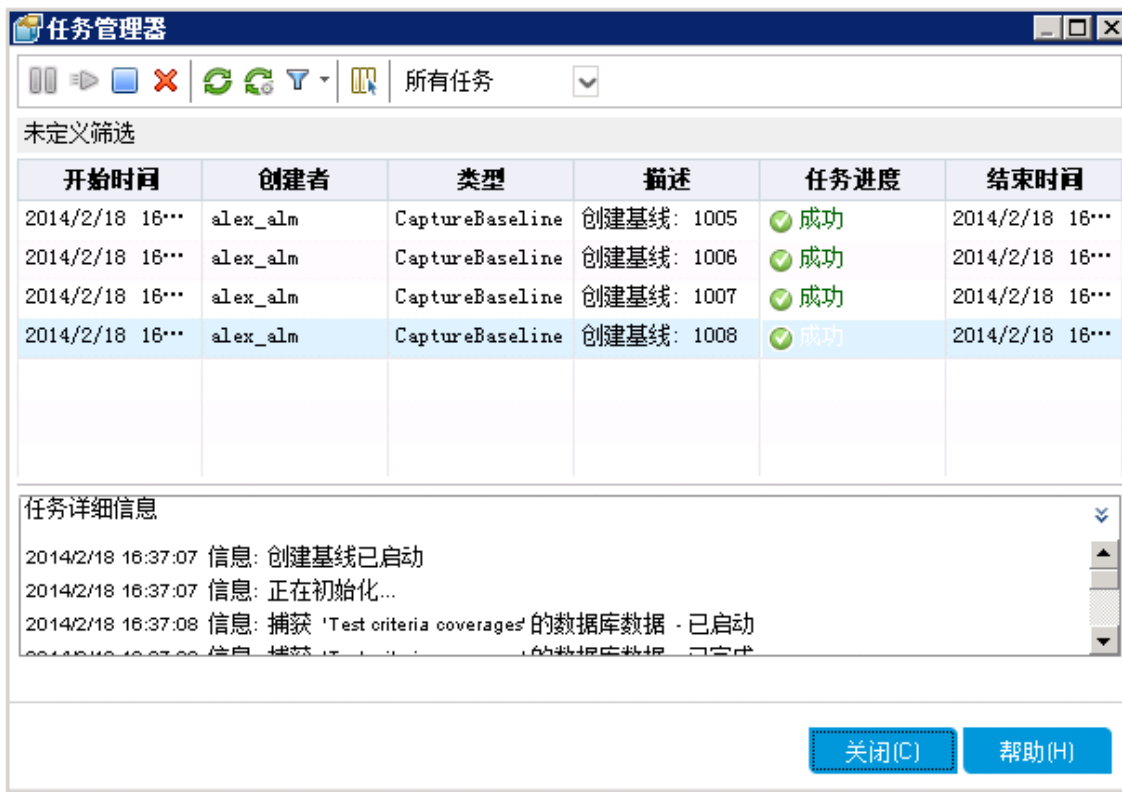 任务管理器
所有任务
未定义筛选
开始时间 创建者 类型 描述 任务进度 结束时间
2014/2/18 16… alex_alm CaptureBaseline 创建基线: 1005 成功 2014/2/18 16…
2014/2/18 16… alex_alm CaptureBaseline 创建基线: 1006 成功 2014/2/18 16…
2014/2/18 16… alex_alm CaptureBaseline 创建基线: 1007 成功 2014/2/18 16…
2014/2/18 16… alex_alm CaptureBaseline 创建基线: 1008 成功 2014/2/18 16…
任务详细信息
2014/2/18 16:37:07 信息: 创建基线已启动
2014/2/18 16:37:07 信息: 正在初始化...
2014/2/18 16:37:08 信息: 捕获 'Test criteria coverages' 的数据库数据 - 已启动
关闭(C) 帮助(H)